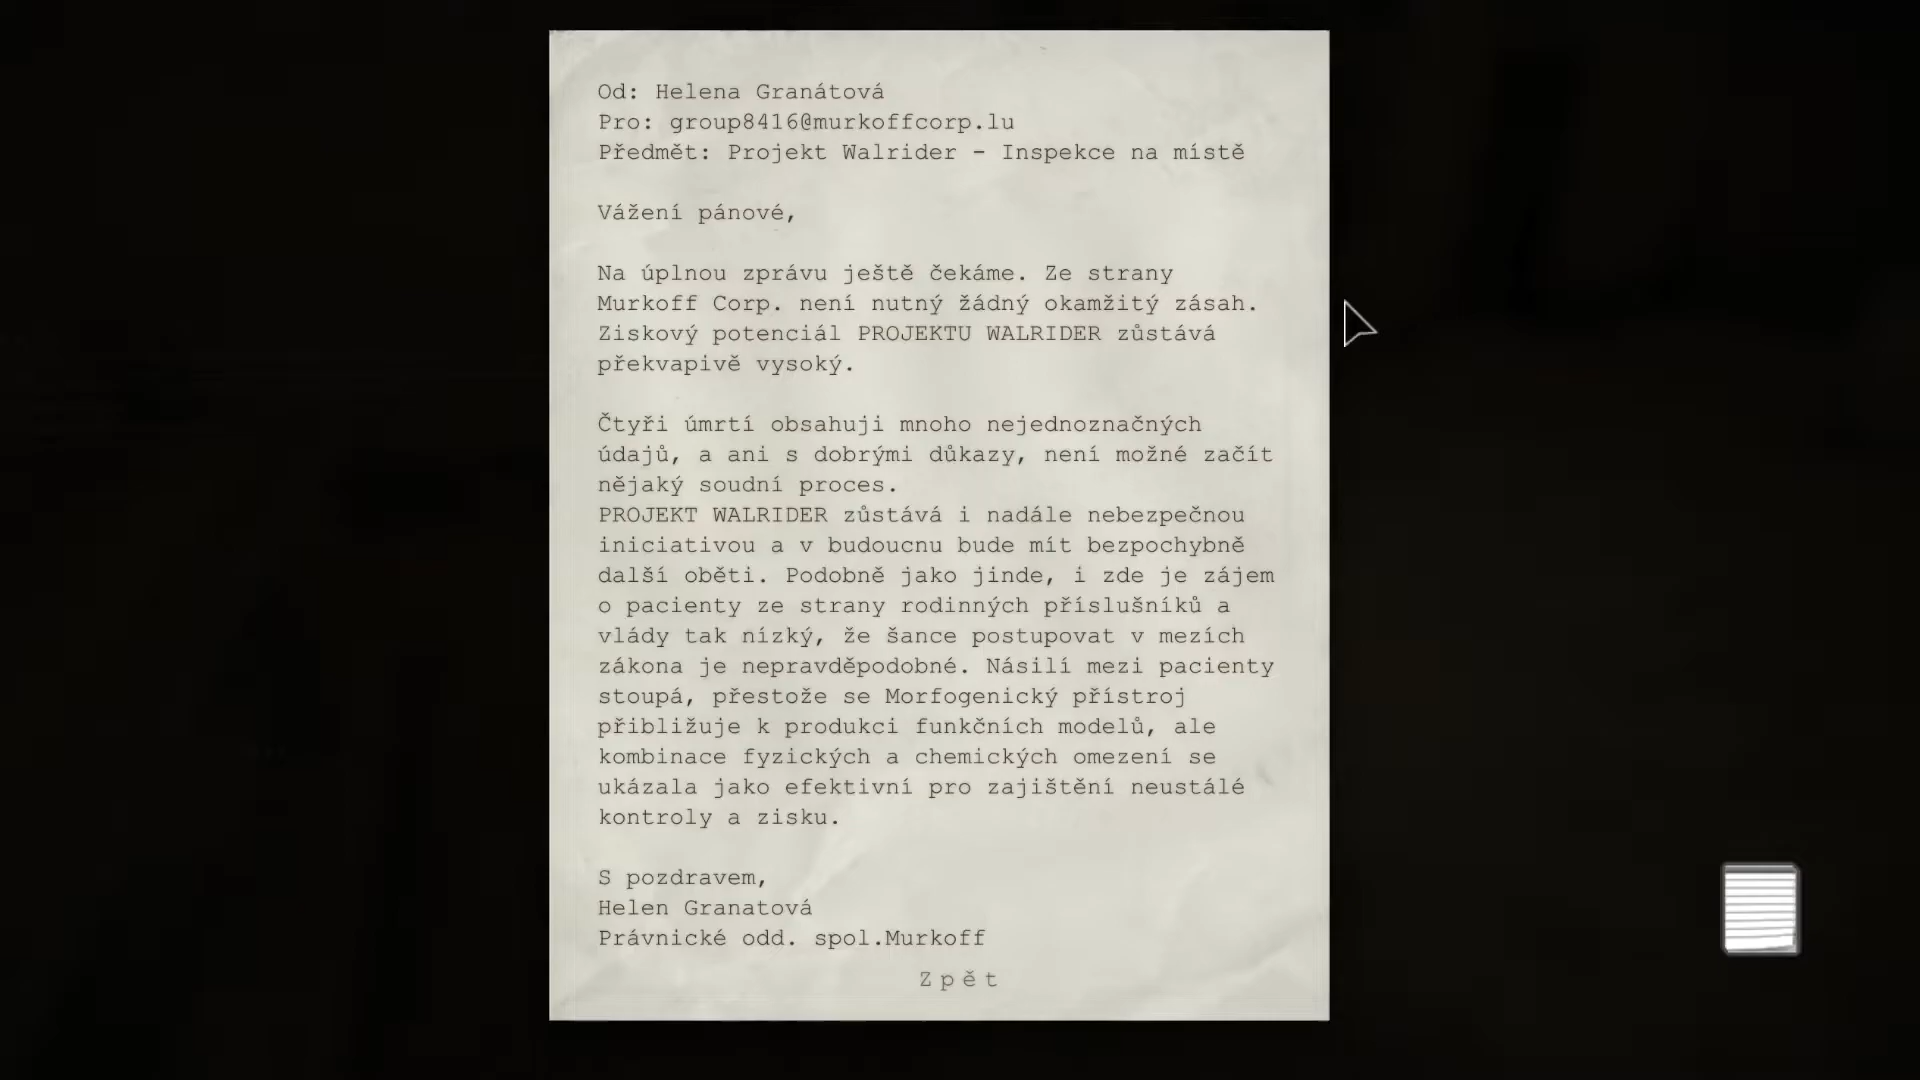 Od: Helena Granátová
Pro: group8416@murkoffcorp.lu
Předmět: Projekt Walrider - Inspekce na místě
Vážení pánové,
Na úplnou zprávu ještě čekáme. Ze strany
Murkoff Corp. není nutný žádný okamžitý zásah.
Ziskový potenciál PROJEKTU WALRIDER zůstává
překvapivě vysoký.
Čtyři úmrtí obsahuji mnoho nejednoznačných
údajů, a ani s dobrými důkazy, není možné začít
nějaký soudní proces.
PROJEKT WALRIDER zůstává i nadále nebezpečnou
iniciativou a v budoucnu bude mít bezpochybně
další oběti. Podobně jako jinde, i zde je zájem
o pacienty ze strany rodinných příslušníků a
vlády tak nízký, že šance postupovat v mezích
zákona je nepravděpodobné. Násilí mezi pacienty
stoupá, přestože se Morfogenický přístroj
přibližuje k produkci funkčních modelů, ale
kombinace fyzických a chemických omezení se
ukázala jako efektivní pro zajištění neustálé
kontroly a zisku.
S pozdravem,
Helen Granatová
Právnické odd. spol.Murkoff
Zpět